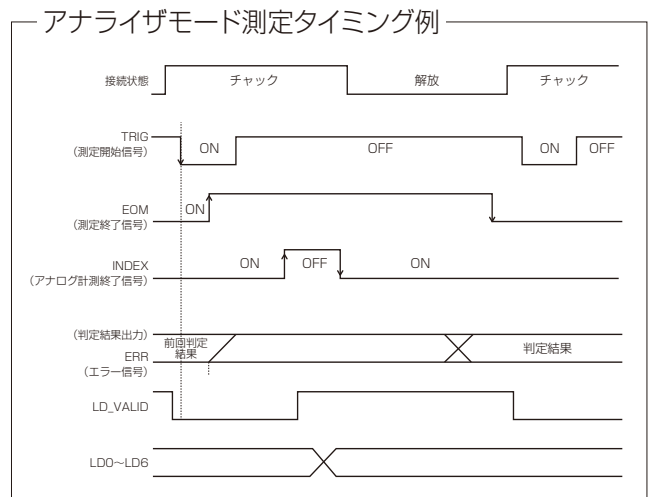 アナライザモード測定タイミング例
接続状態 チャック 解放 チャック
TRIG
(測定開始信号) ON OFF ON OFF
EOM
(測定終了信号) ON
INDEX
(アナログ計測終了信号) ON OFF ON
(判定結果出力)
ERR
(エラー信号) 前回判定
結果 判定結果
LD_VALID
LD0〜LD6